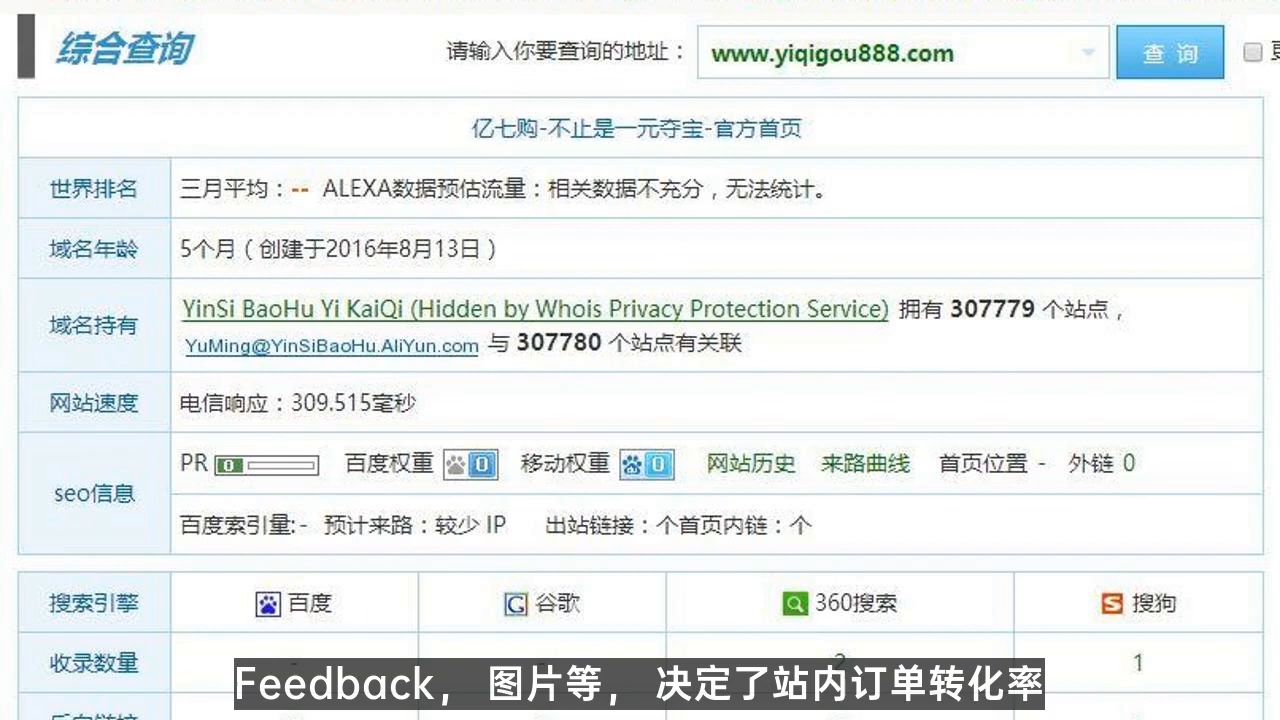 综合查询 请输入你要查询的地址： www.yiqigou888.com 查 询
亿七购-不止是一元夺宝-官方首页
世界排名 三月平均：-- ALEXA数据预估流量：相关数据不充分，无法统计。
域名年龄 5个月（创建于2016年8月13日）
域名持有 YinSi BaoHu Yi KaiQi (Hidden by Whois Privacy Protection Service) 拥有 307779 个站点，
YuMing@YinSiBaoHu.AliYun.com 与 307780 个站点有关联
网站速度 电信响应：309.515毫秒
seo信息 PR 0 百度权重 0 移动权重 0 网站历史 来路曲线 首页位置 - 外链 0
百度索引量:- 预计来路：较少 IP 出站链接：个首页内链：个
搜索引擎 百度 谷歌 360搜索 搜狗
收录数量 - - 2 1
Feedback， 图片等， 决定了站内订单转化率